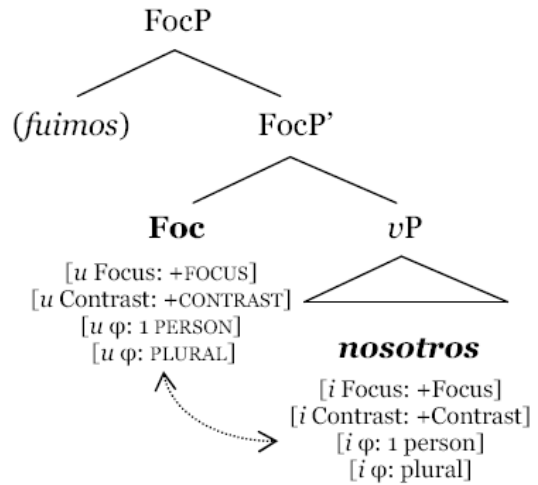 FocP
(fuimos) FocP’
Foc vP
[u Focus: +FOCUS]
[u Contrast: +CONTRAST]
[u φ: 1 PERSON]
[u φ: PLURAL]
nosotros
[i Focus: +Focus]
[i Contrast: +Contrast]
[i φ: 1 person]
[i φ: plural]